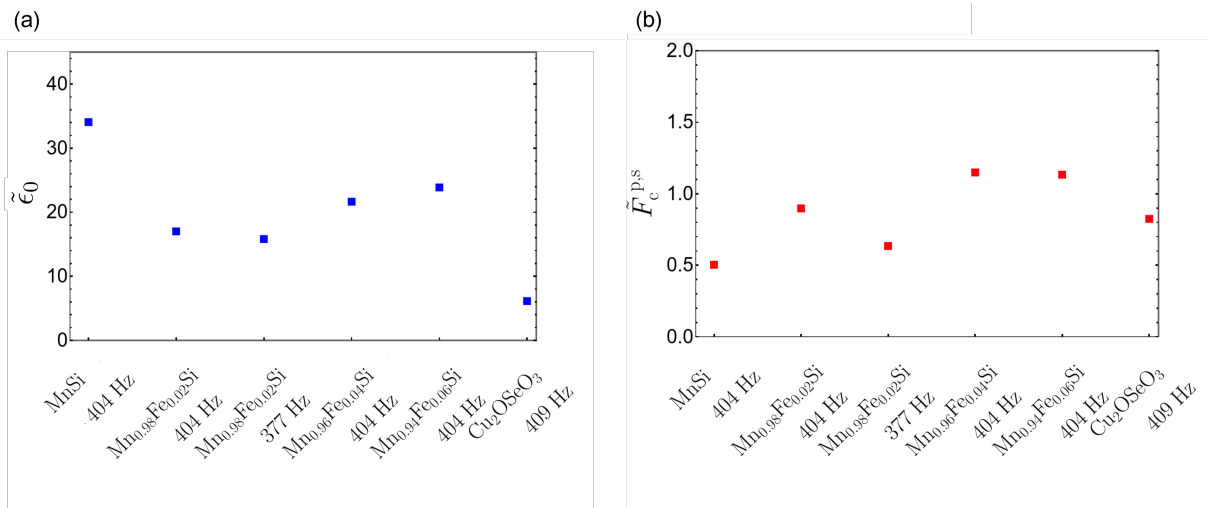 (a)
40
30
20
10
0
ϵ̃₀
MnSi
404 Hz
Mn₀.₉₈Fe₀.₀₂Si
404 Hz
Mn₀.₉₈Fe₀.₀₂Si
377 Hz
Mn₀.₉₆Fe₀.₀₄Si
404 Hz
Mn₀.₉₄Fe₀.₀₆Si
404 Hz
Cu₂OSeO₃
409 Hz
(b)
2.0
1.5
1.0
0.5
0.0
F̃c p,s
MnSi
404 Hz
Mn₀.₉₈Fe₀.₀₂Si
404 Hz
Mn₀.₉₈Fe₀.₀₂Si
377 Hz
Mn₀.₉₆Fe₀.₀₄Si
404 Hz
Mn₀.₉₄Fe₀.₀₆Si
404 Hz
Cu₂OSeO₃
409 Hz